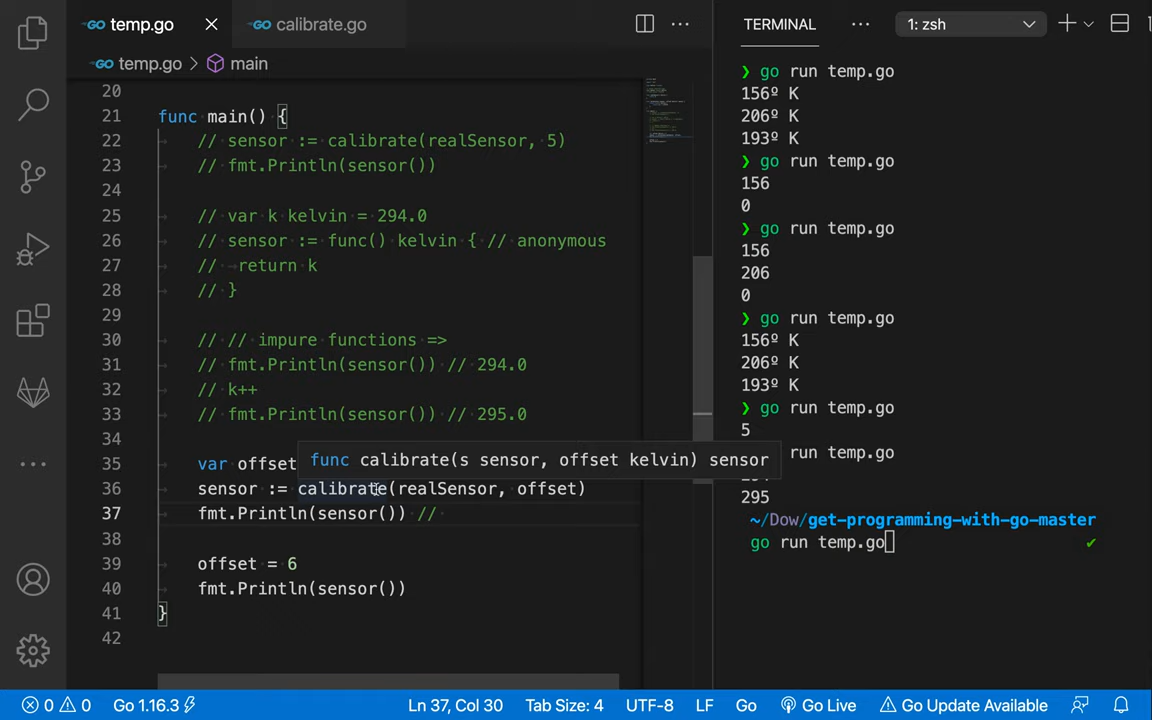 temp.go
calibrate.go
temp.go > main
20
21 func main() {
22 // sensor := calibrate(realSensor, 5)
23 // fmt.Println(sensor())
24
25 // var k kelvin = 294.0
26 // sensor := func() kelvin { // anonymous
27 // return k
28 // }
29
30 // // impure functions =>
31 // fmt.Println(sensor()) // 294.0
32 // k++
33 // fmt.Println(sensor()) // 295.0
34
35 var offset
func calibrate(s sensor, offset kelvin) sensor
36 sensor := calibrate(realSensor, offset)
37 fmt.Println(sensor()) //
38
39 offset = 6
40 fmt.Println(sensor())
41 }
42
TERMINAL ··· 1: zsh
❯ go run temp.go
156º K
206º K
193º K
❯ go run temp.go
156
0
❯ go run temp.go
156
206
0
❯ go run temp.go
156º K
206º K
193º K
❯ go run temp.go
5
run temp.go
295
~/Dow/get-programming-with-go-master
go run temp.go ✔
0 0 Go 1.16.3 Ln 37, Col 30 Tab Size: 4 UTF-8 LF Go Go Live Go Update Available